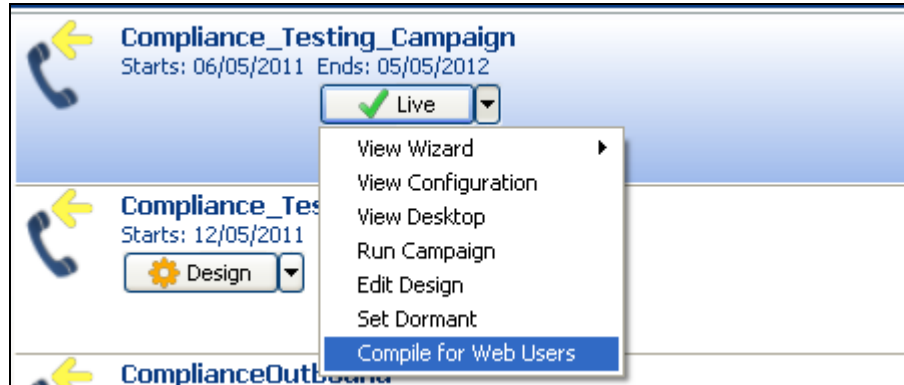 Compliance_Testing_Campaign
Starts: 06/05/2011 Ends: 05/05/2012
Live
View Wizard
View Configuration
View Desktop
Run Campaign
Edit Design
Set Dormant
Compile for Web Users
Compliance_Tes
Starts: 12/05/2011
Design
ComplianceOutbound